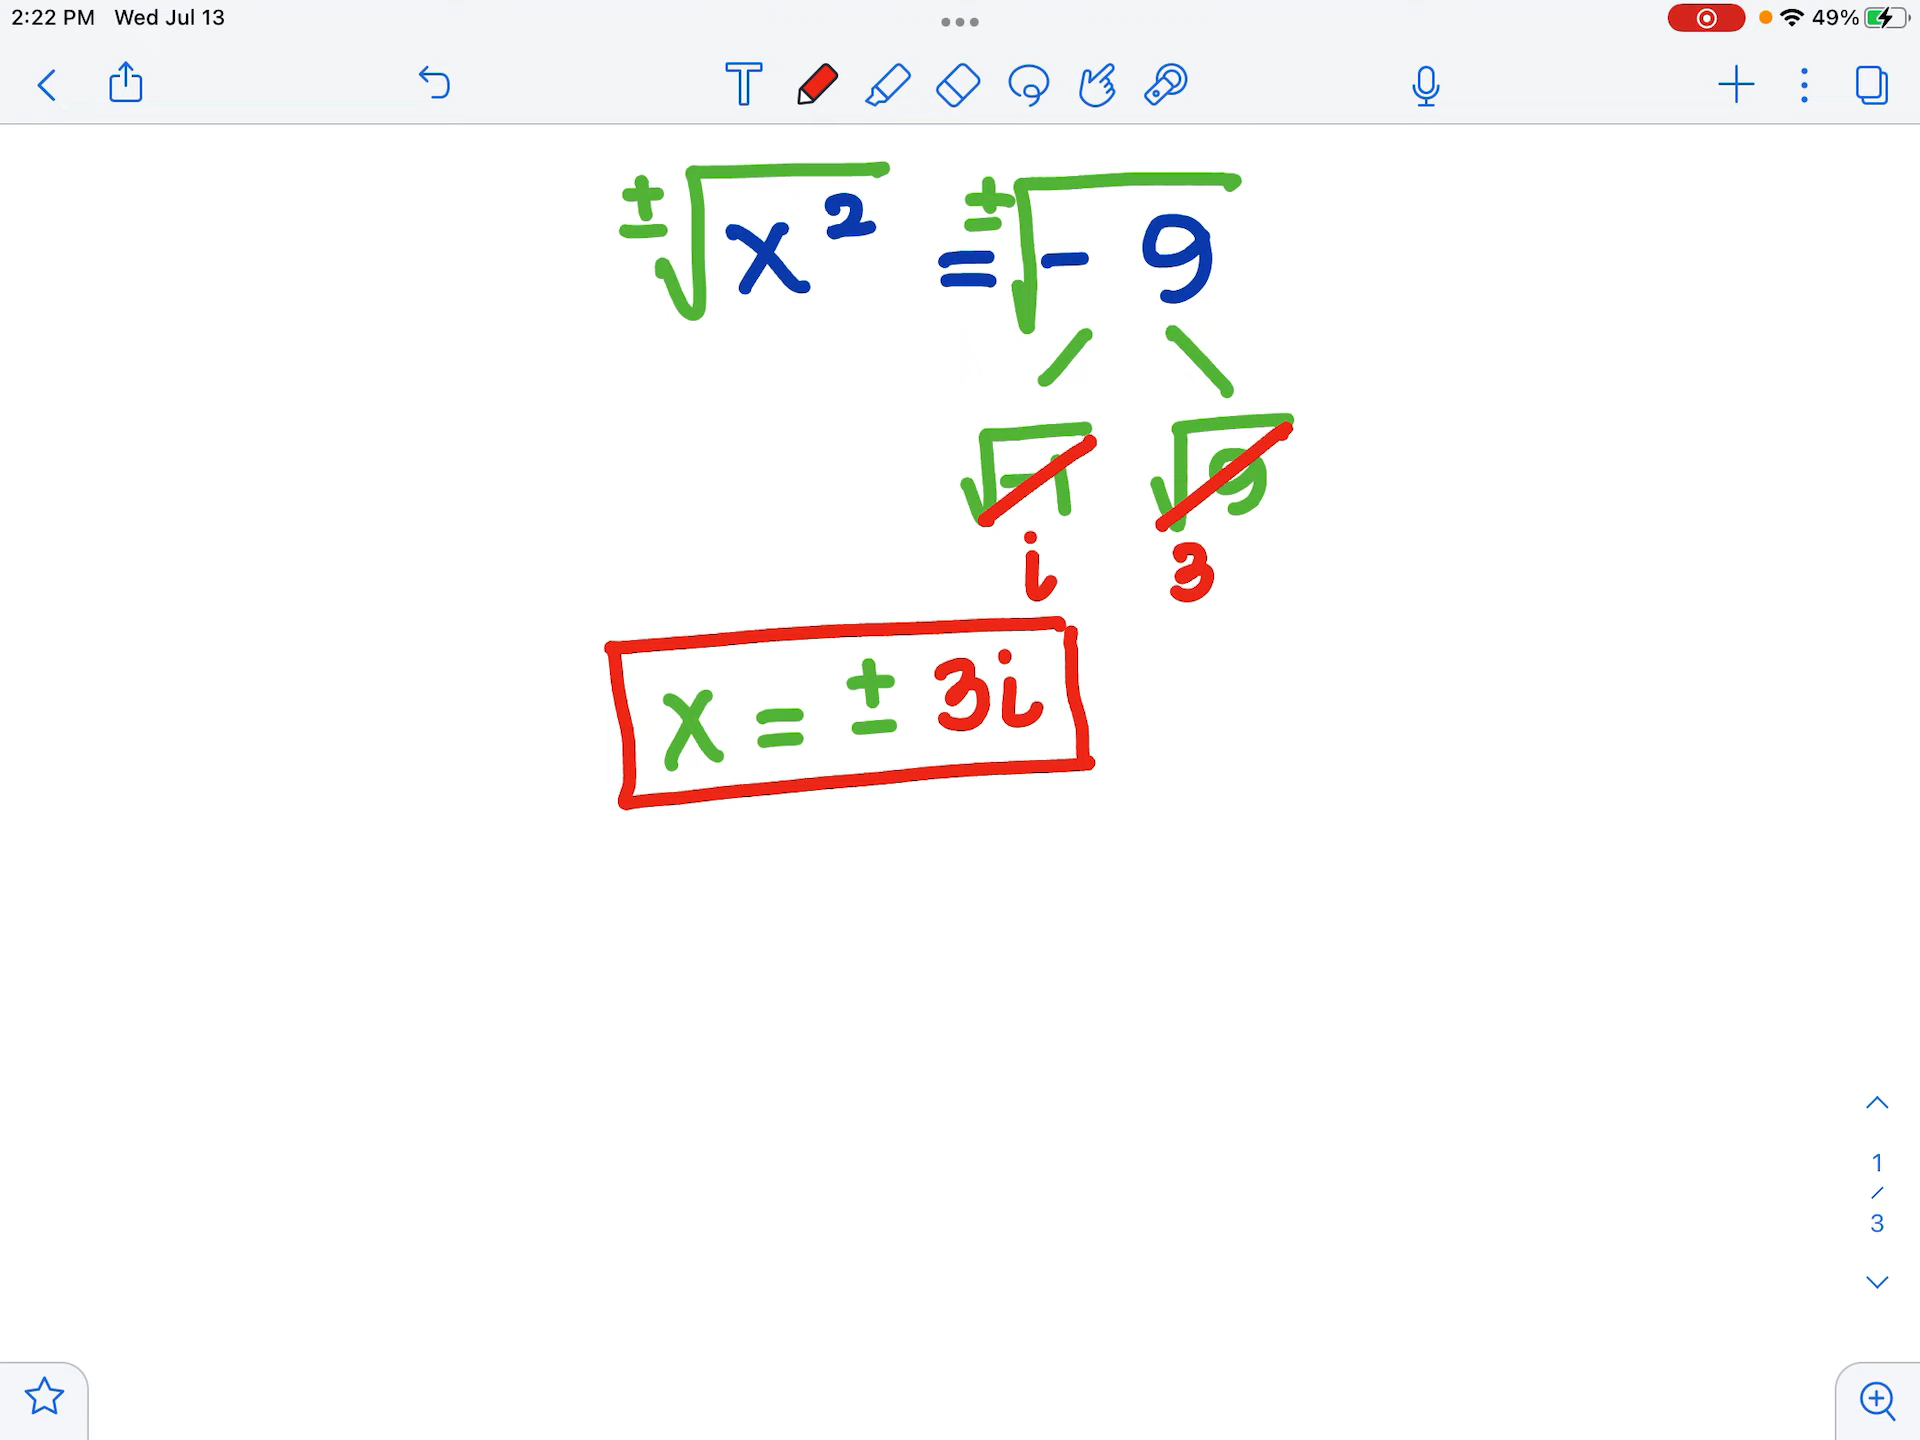 2:22 PM Wed Jul 13
49%
T
±√x² = ±√-9
√-1 √9
i 3
x = ± 3i
1
/
3